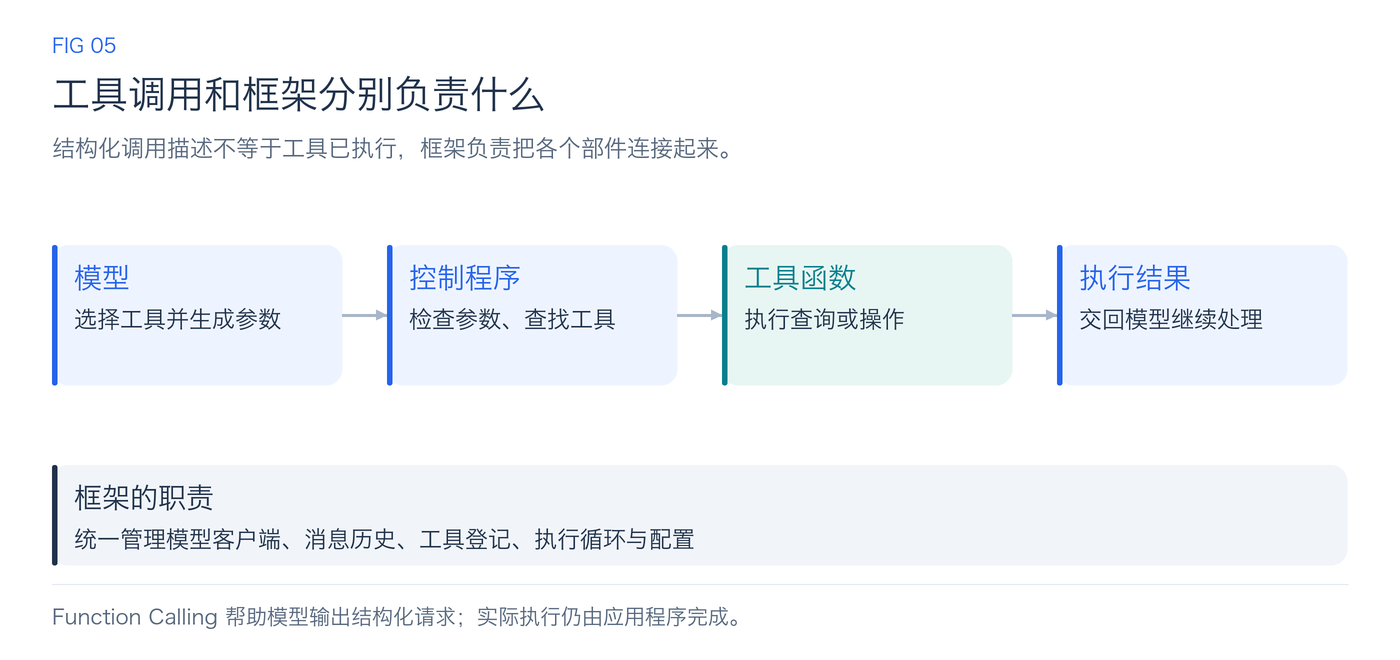 FIG 05
工具调用和框架分别负责什么
结构化调用描述不等于工具已执行，框架负责把各个部件连接起来。
模型
选择工具并生成参数
控制程序
检查参数、查找工具
工具函数
执行查询或操作
执行结果
交回模型继续处理
框架的职责
统一管理模型客户端、消息历史、工具登记、执行循环与配置
Function Calling 帮助模型输出结构化请求；实际执行仍由应用程序完成。